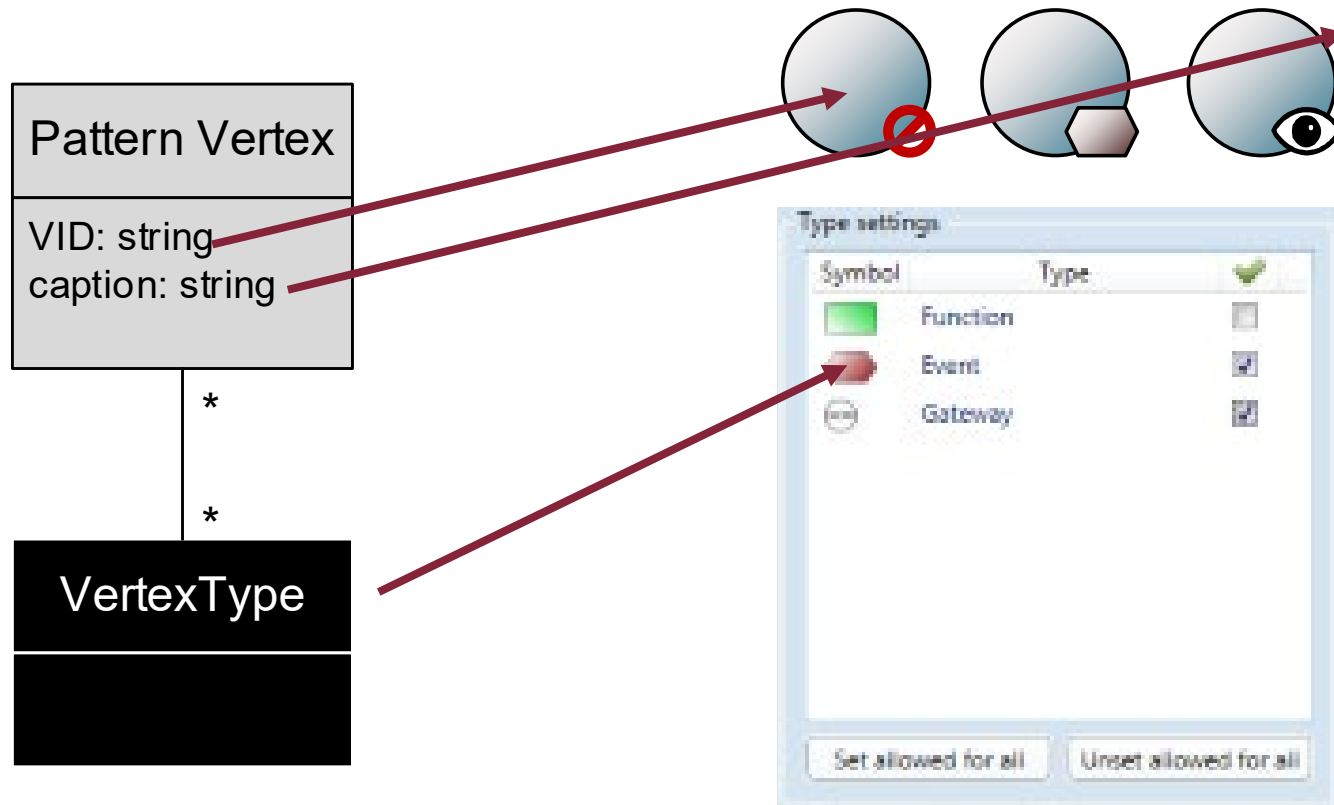 Pattern Vertex
VID: string
caption: string
*
*
VertexType
Type settings
Symbol Type
Function
Event
Gateway
Set allowed for all Unset allowed for all